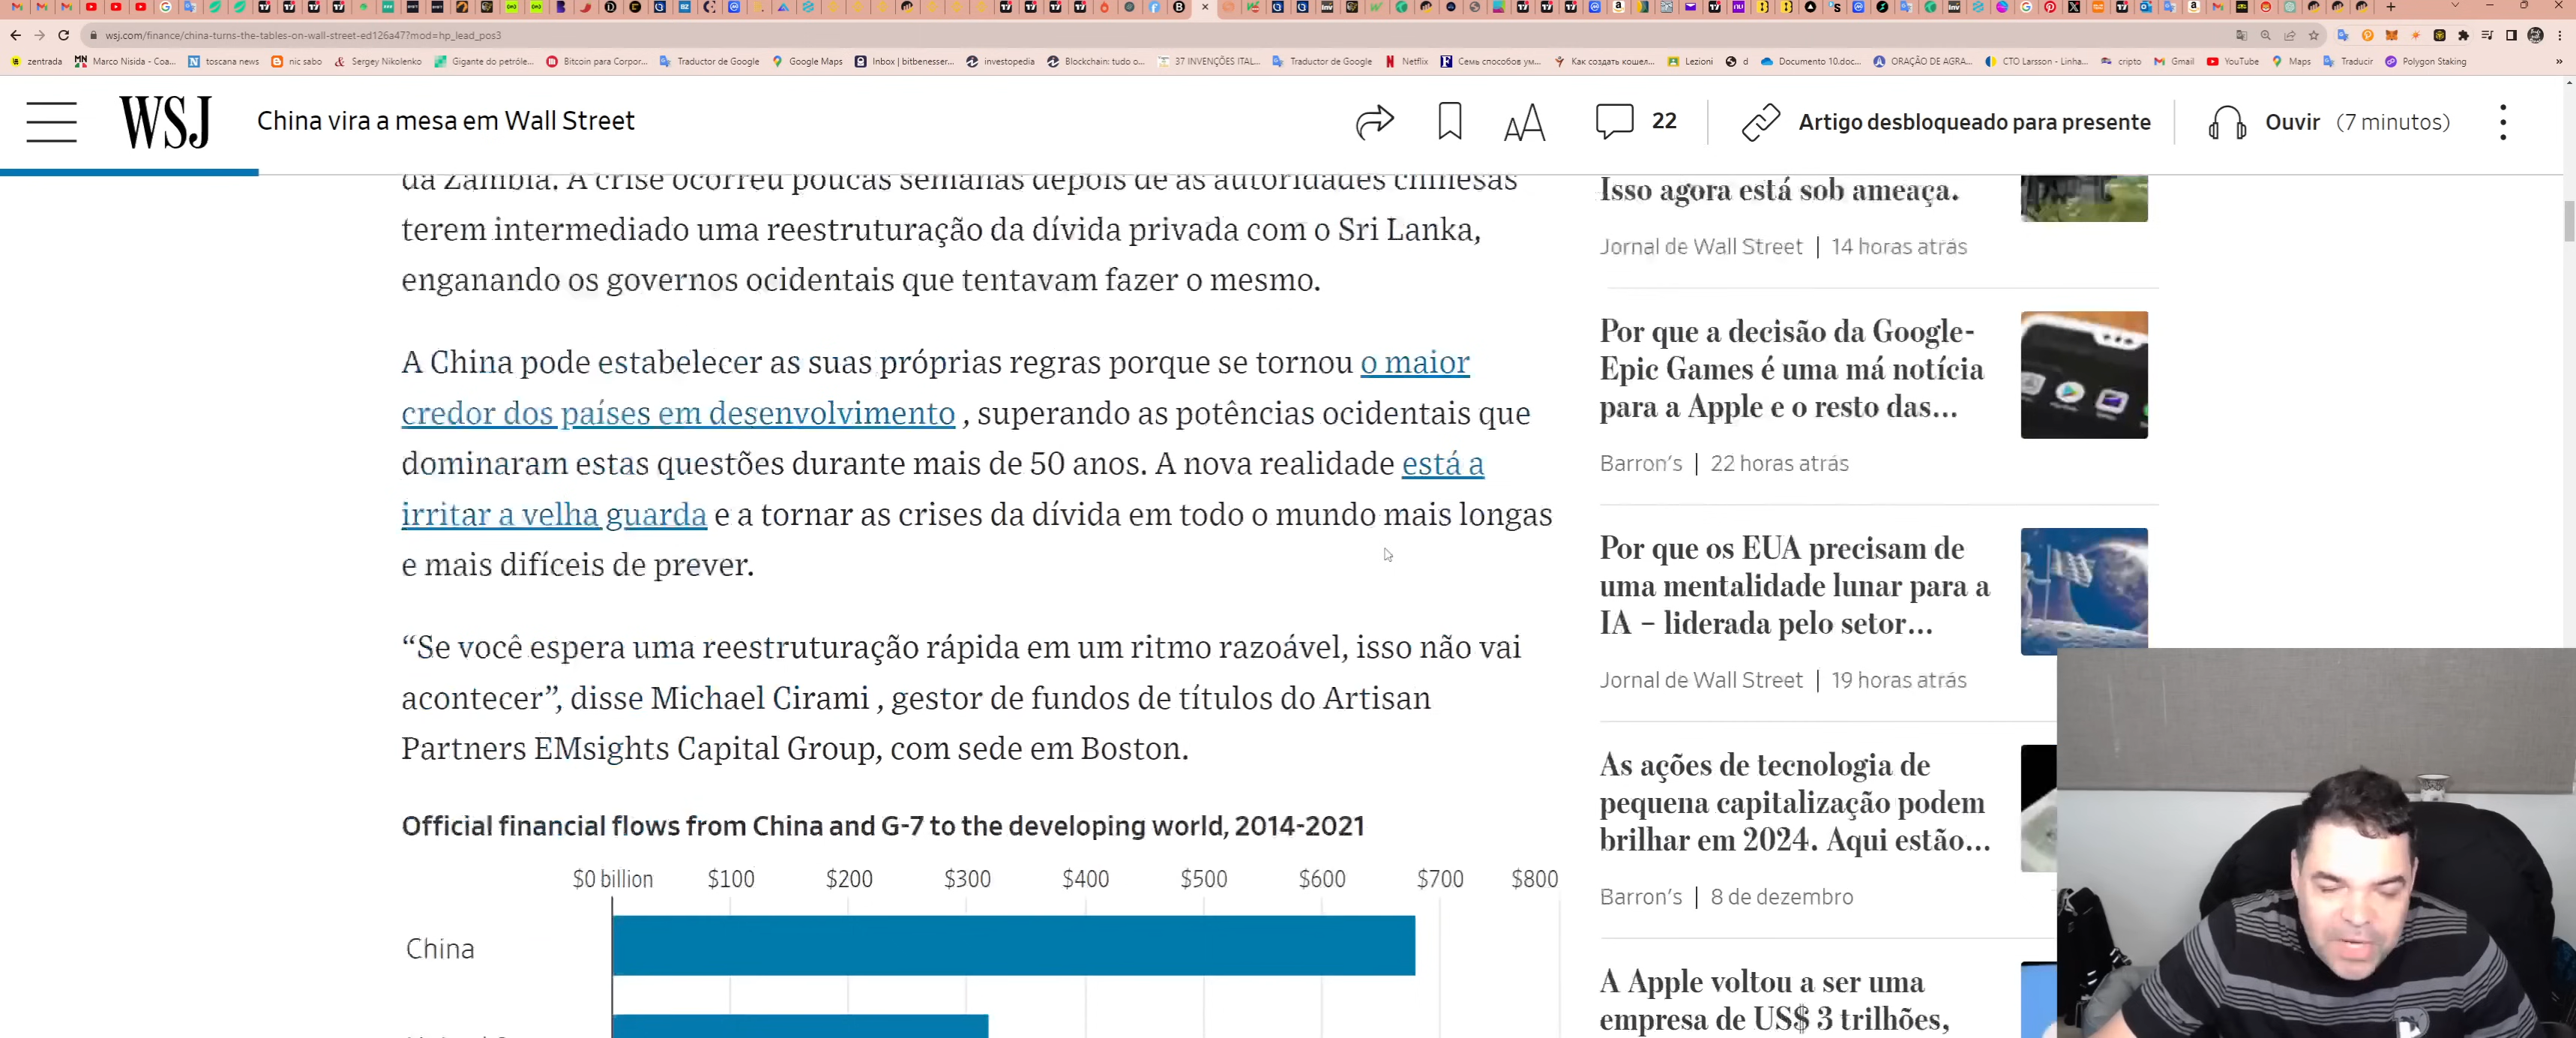 wsj.com/finance/china-turns-the-tables-on-wall-street-ed126a47?mod=hp_lead_pos3
zentrada
Marco Nisida - Coa...
toscana news
nic sabo
Sergey Nikolenko
Gigante do petróle...
Bitcoin para Corpor...
Traductor de Google
Google Maps
Inbox | bitbenesser...
investopedia
Blockchain: tudo o...
37 INVENÇÕES ITAL...
Traductor de Google
Netflix
Семь способов ум...
Как создать кошел...
Lezioni
d
Documento 10.doc...
ORAÇÃO DE AGRA...
CTO Larsson - Linha...
cripto
Gmail
YouTube
Maps
Traducir
Polygon Staking
WSJ
China vira a mesa em Wall Street
22
Artigo desbloqueado para presente
Ouvir (7 minutos)
da Zâmbia. A crise ocorreu poucas semanas depois de as autoridades chinesas
terem intermediado uma reestruturação da dívida privada com o Sri Lanka,
enganando os governos ocidentais que tentavam fazer o mesmo.
A China pode estabelecer as suas próprias regras porque se tornou o maior
credor dos países em desenvolvimento , superando as potências ocidentais que
dominaram estas questões durante mais de 50 anos. A nova realidade está a
irritar a velha guarda e a tornar as crises da dívida em todo o mundo mais longas
e mais difíceis de prever.
“Se você espera uma reestruturação rápida em um ritmo razoável, isso não vai
acontecer”, disse Michael Cirami , gestor de fundos de títulos do Artisan
Partners EMsights Capital Group, com sede em Boston.
Official financial flows from China and G-7 to the developing world, 2014-2021
$0 billion $100 $200 $300 $400 $500 $600 $700 $800
China
Isso agora está sob ameaça.
Jornal de Wall Street | 14 horas atrás
Por que a decisão da Google-
Epic Games é uma má notícia
para a Apple e o resto das...
Barron’s | 22 horas atrás
Por que os EUA precisam de
uma mentalidade lunar para a
IA – liderada pelo setor...
Jornal de Wall Street | 19 horas atrás
As ações de tecnologia de
pequena capitalização podem
brilhar em 2024. Aqui estão...
Barron’s | 8 de dezembro
A Apple voltou a ser uma
empresa de US$ 3 trilhões,